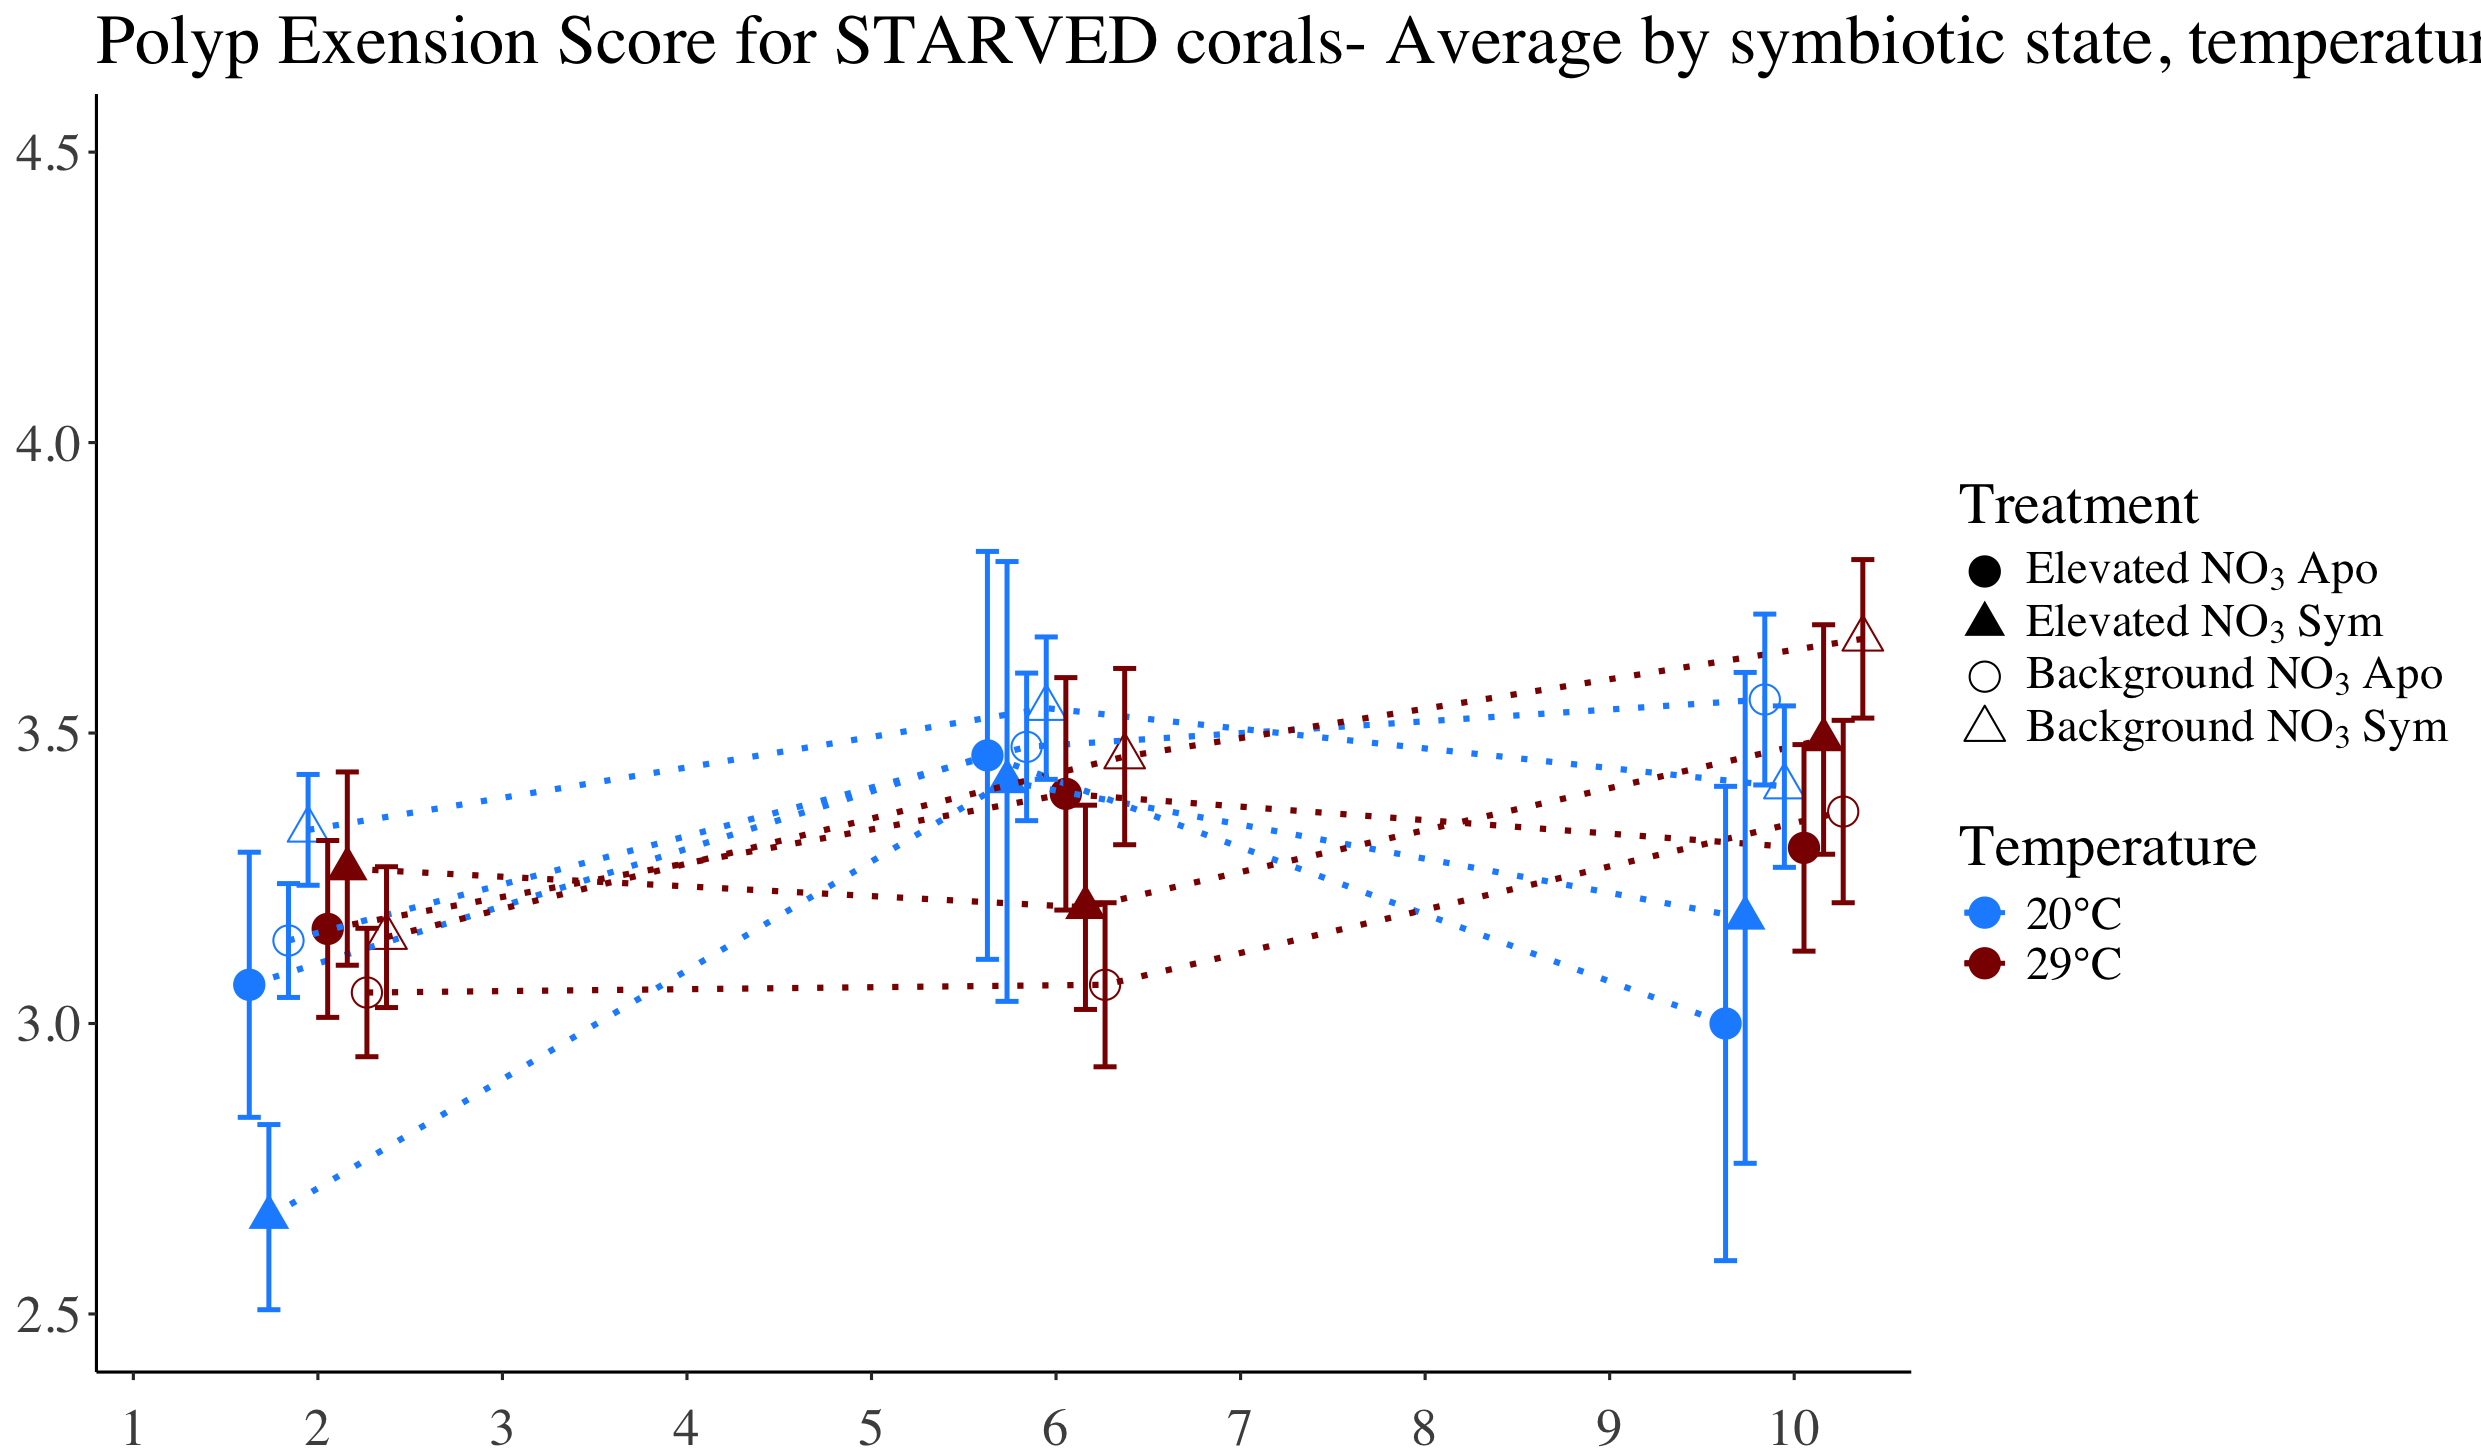 Polyp Exension Score for STARVED corals- Average by symbiotic state,
4.5
4.0
3.5
3.0
2.5
1 2 3 4 5 6 7 8 9 10
Treatment
Elevated NO₃ Apo
Elevated NO₃ Sym
Background NO₃ Apo
Background NO₃ Sym
Temperature
20°C
29°C